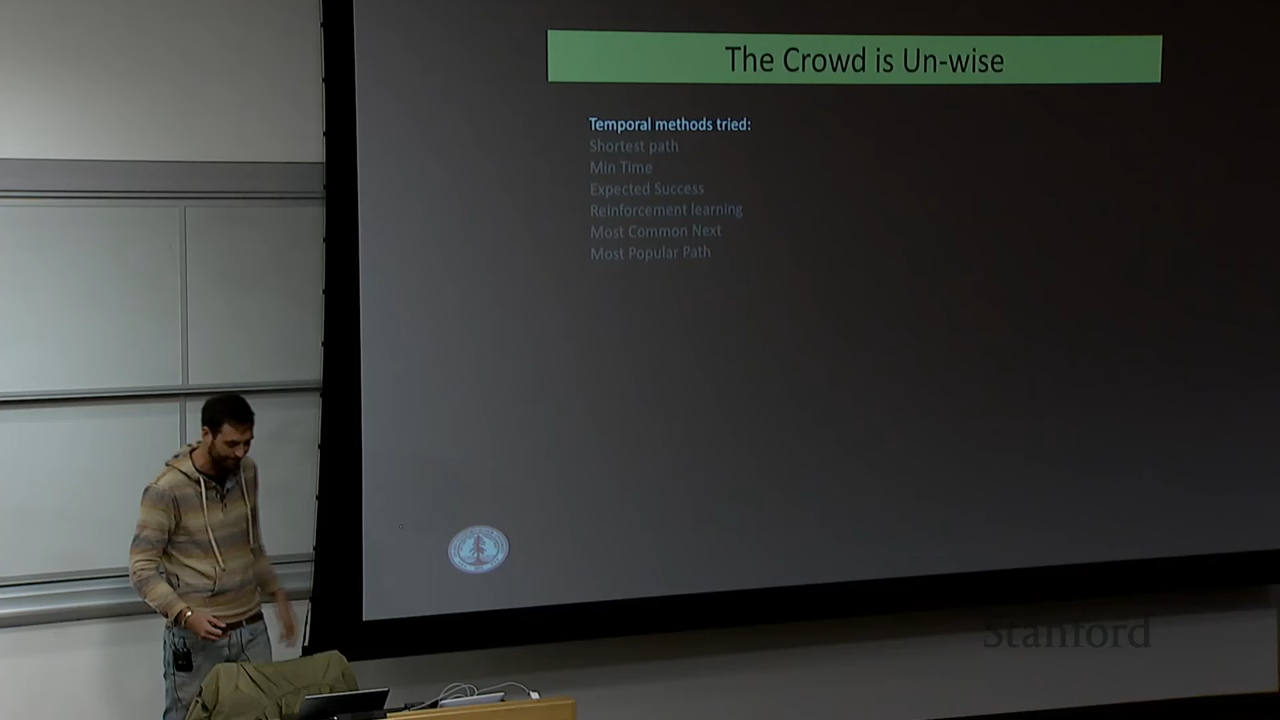 The Crowd is Un-wise
Temporal methods tried:
Shortest path
Min Time
Expected Success
Reinforcement learning
Most Common Next
Most Popular Path
Stanford